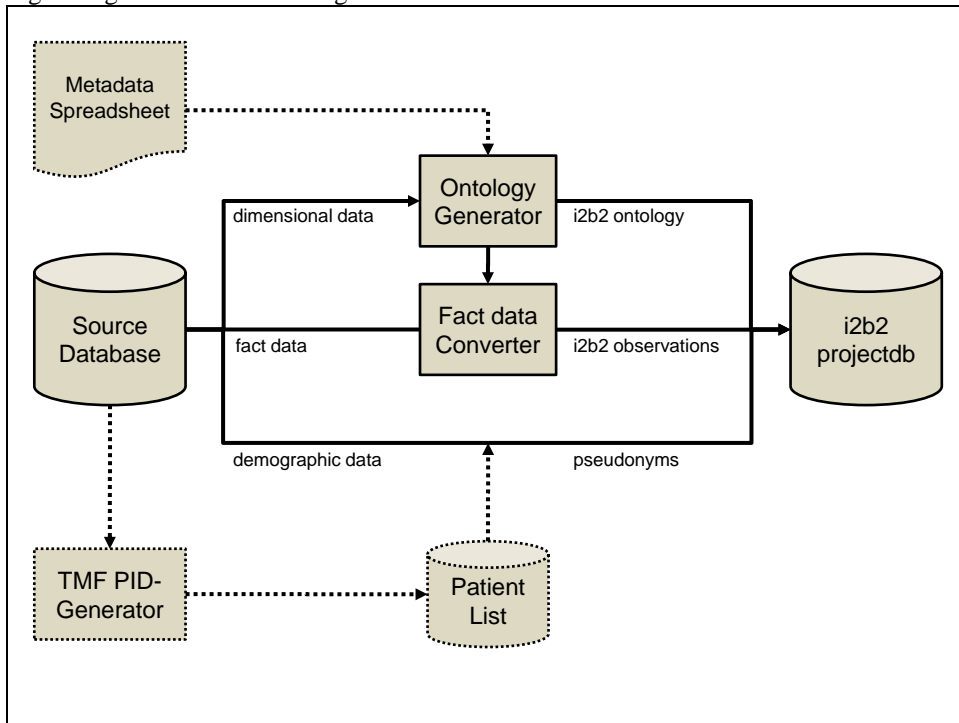 Metadata
Spreadsheet
Ontology
Generator
dimensional data
i2b2 ontology
Source
Database
Fact data
Converter
i2b2
projectdb
fact data
i2b2 observations
demographic data
pseudonyms
TMF PID-
Generator
Patient
List